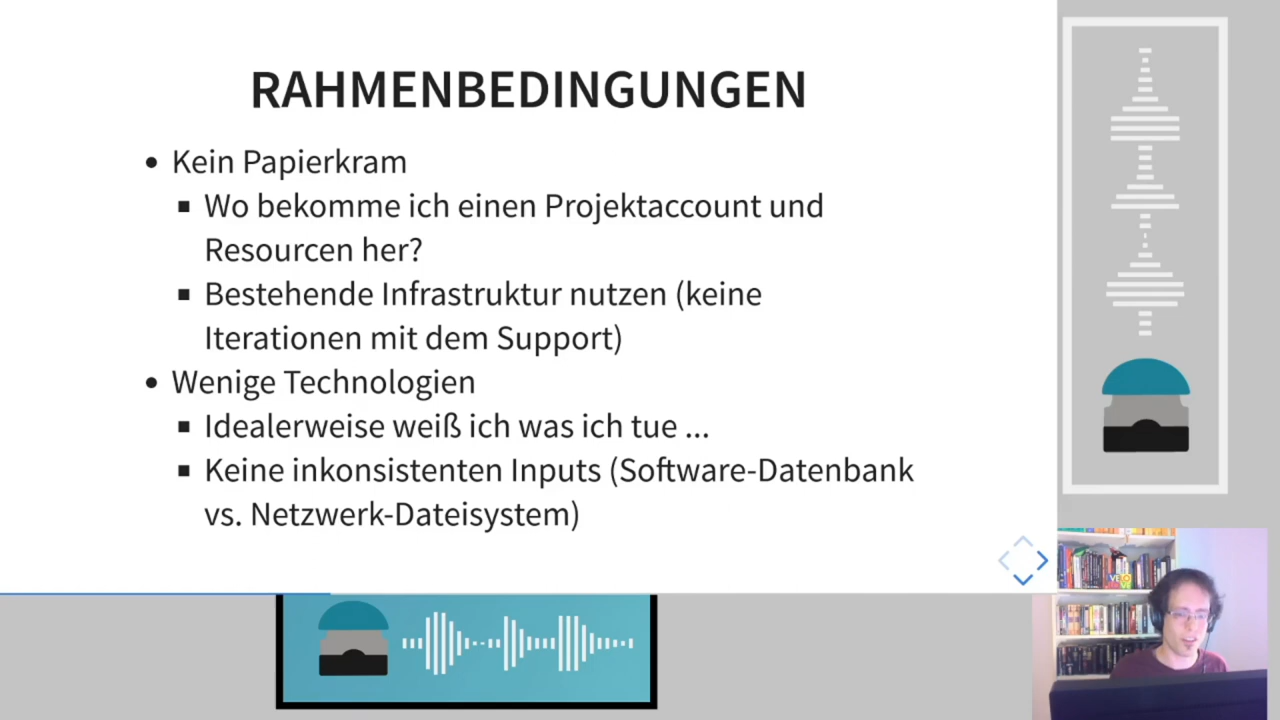 RAHMENBEDINGUNGEN
Kein Papierkram
Wo bekomme ich einen Projektaccount und
Resourcen her?
Bestehende Infrastruktur nutzen (keine
Iterationen mit dem Support)
Wenige Technologien
Idealerweise weiß ich was ich tue ...
Keine inkonsistenten Inputs (Software-Datenbank
vs. Netzwerk-Dateisystem)